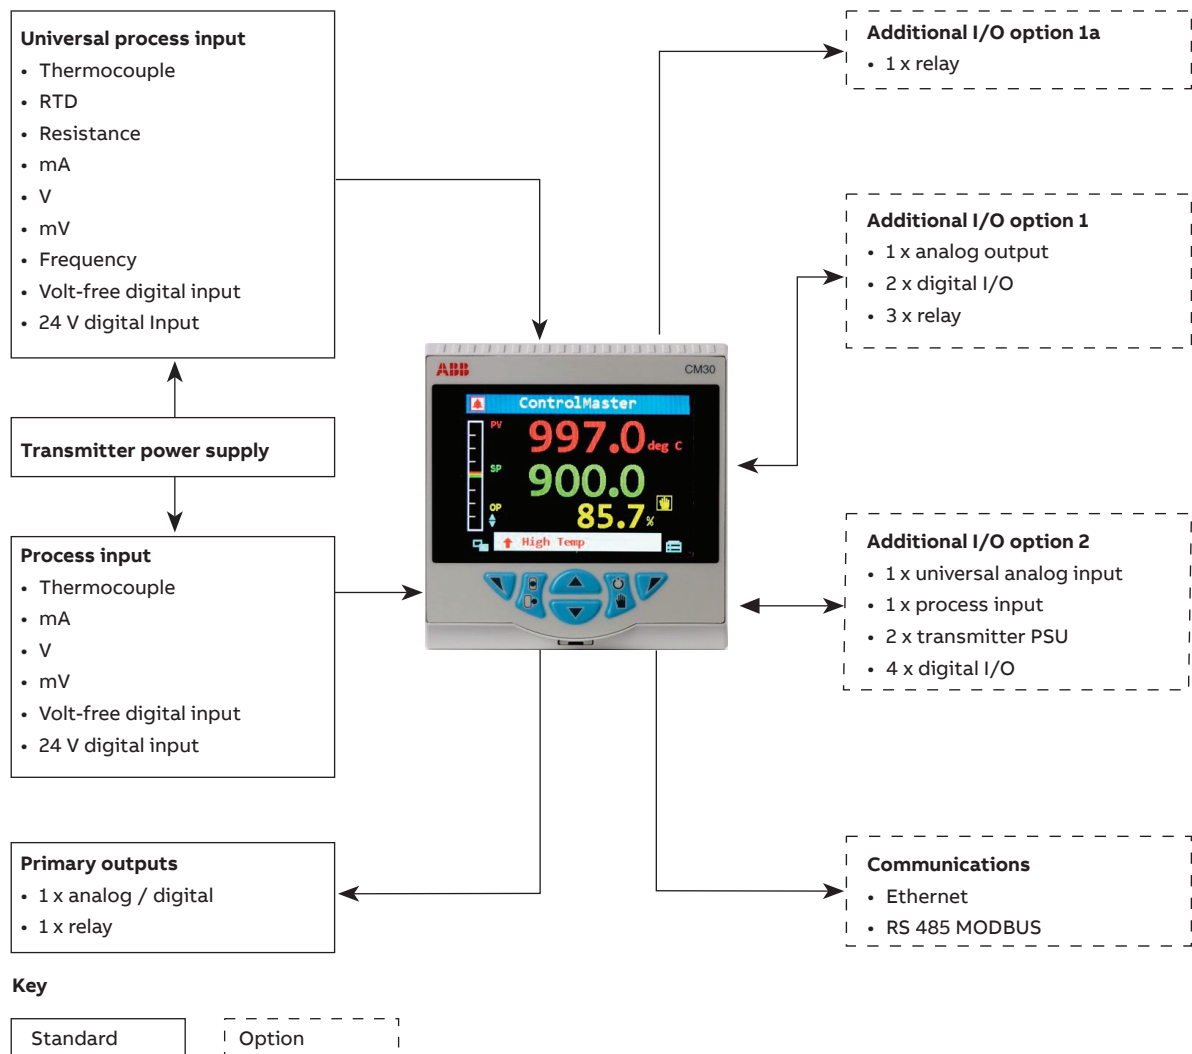 Universal process input
• Thermocouple
• RTD
• Resistance
• mA
• V
• mV
• Frequency
• Volt-free digital input
• 24 V digital Input
Transmitter power supply
Process input
• Thermocouple
• mA
• V
• mV
• Volt-free digital input
• 24 V digital input
Primary outputs
• 1 x analog / digital
• 1 x relay
ABB
CM30
ControlMaster
PV
997.0 deg C
SP
900.0
OP
85.7 %
High Temp
Additional I/O option 1a
• 1 x relay
Additional I/O option 1
• 1 x analog output
• 2 x digital I/O
• 3 x relay
Additional I/O option 2
• 1 x universal analog input
• 1 x process input
• 2 x transmitter PSU
• 4 x digital I/O
Communications
• Ethernet
• RS 485 MODBUS
Key
Standard
Option